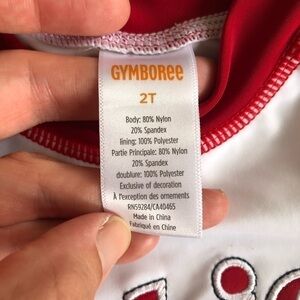 GYMBOREE
2T
Body: 80% Nylon
20% Spandex
lining: 100% Polyester
Partie Principale: 80% Nylon
20% Spandex
doublure: 100% Polyester
Exclusive of decoration
À l'exception des ornements
RN59284/CA40465
Made in China
Fabriqué en Chine